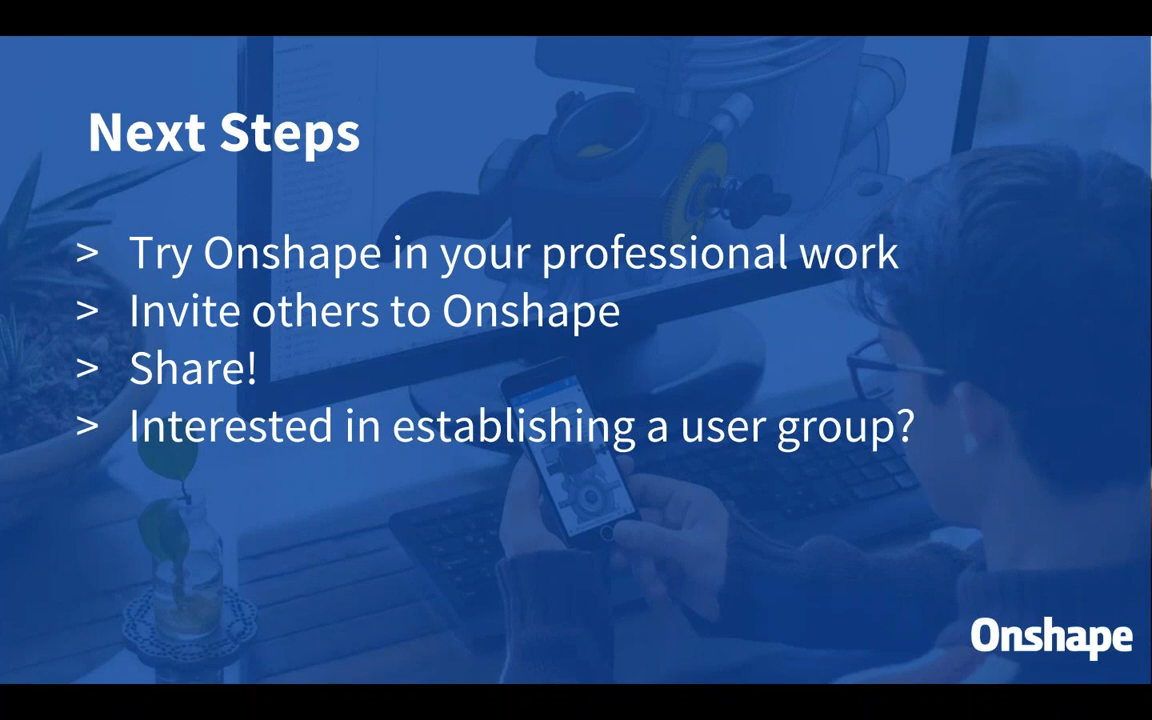 Next Steps
> Try Onshape in your professional work
> Invite others to Onshape
> Share!
> Interested in establishing a user group?
Onshape